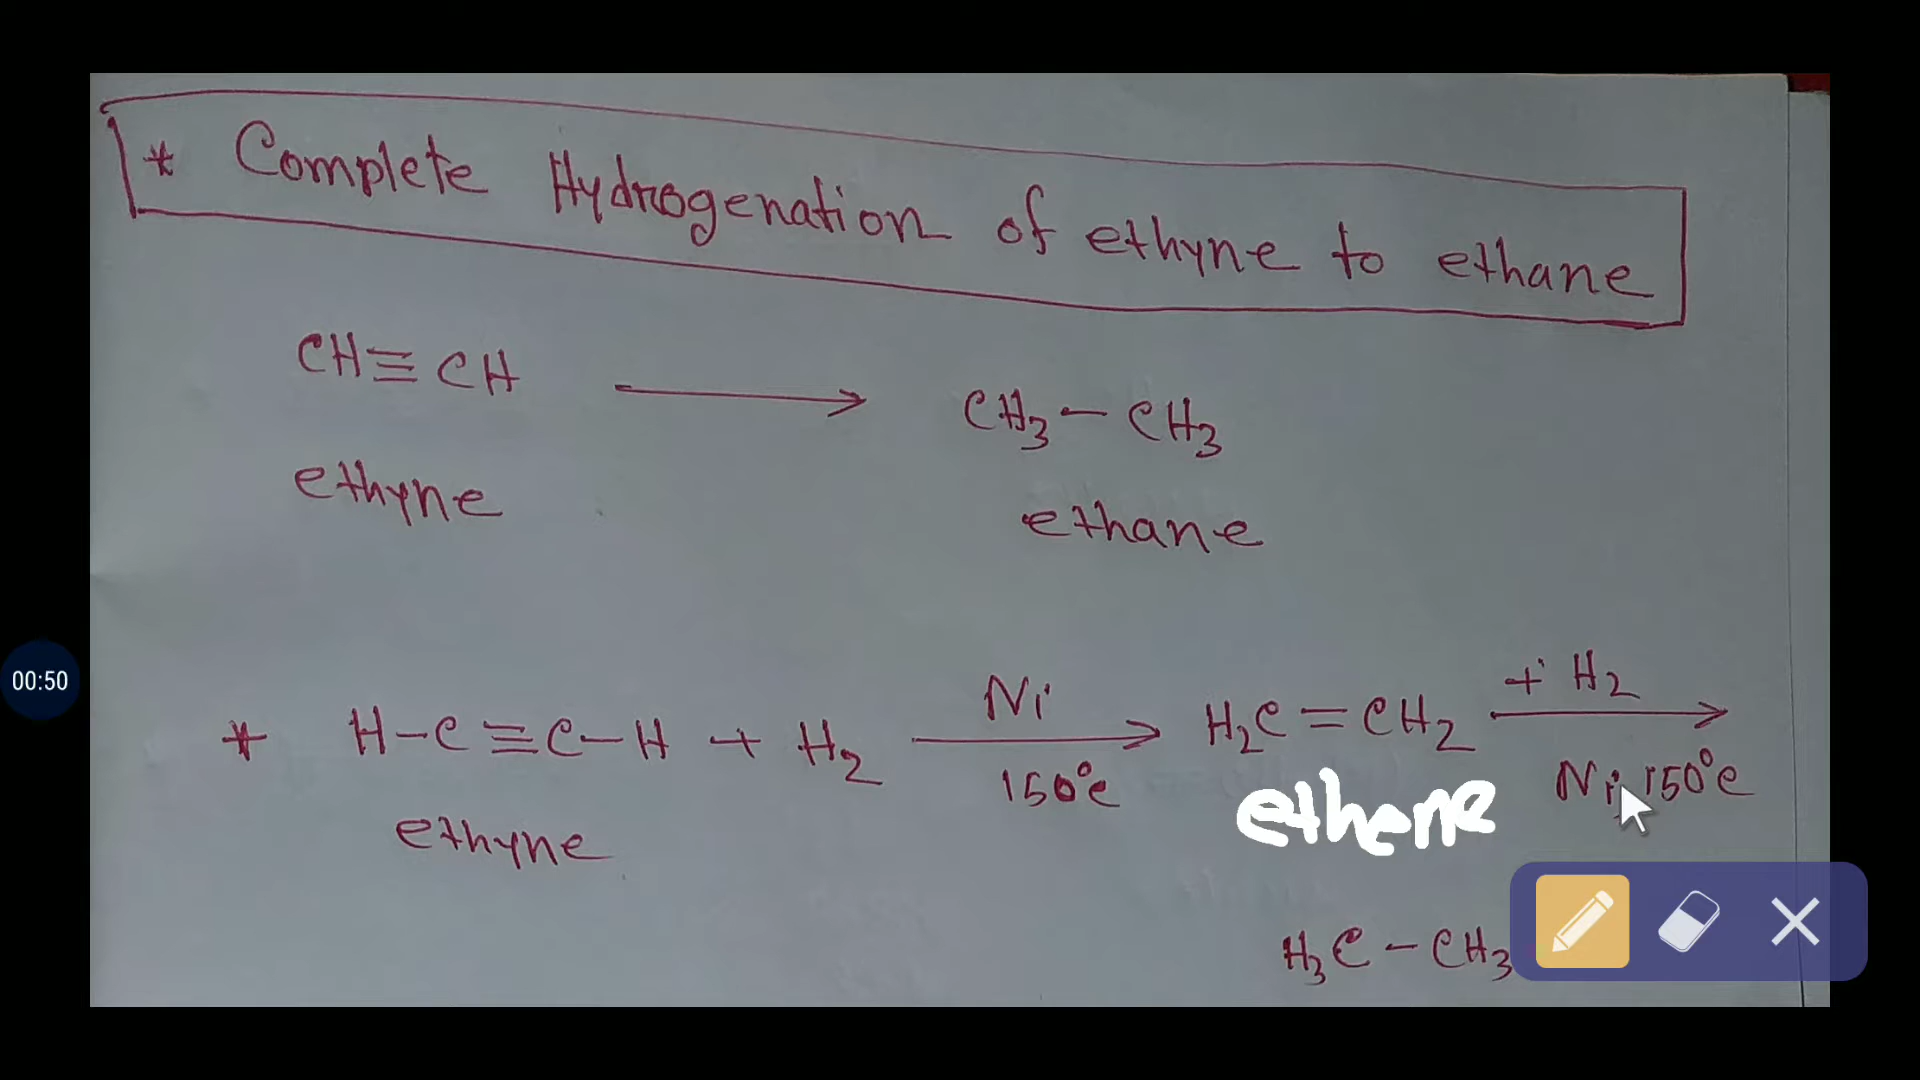 * Complete Hydrogenation of ethyne to ethane
CH≡CH ⟶ CH₃–CH₃
ethyne ethane
+ H₂
Ni
* H–C≡C–H + H₂ ⟶ H₂C=CH₂ ⟶
150°C Ni, 150°C
ethyne ethene
H₃C–CH₃
00:50